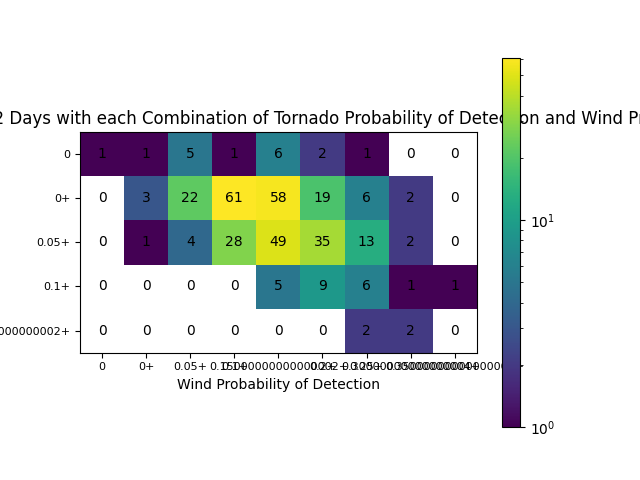 2 Days with each Combination of Tornado Probability of Detection and Wind
0 1 1 5 1 6 2 1 0 0
0+ 0 3 22 61 58 19 6 2 0
0.05+ 0 1 4 28 49 35 13 2 0
0.1+ 0 0 0 0 5 9 6 1 1
0 0 0 0 0 0 2 2 0
0 0+ 0.05+
Wind Probability of Detection
10¹
10⁰